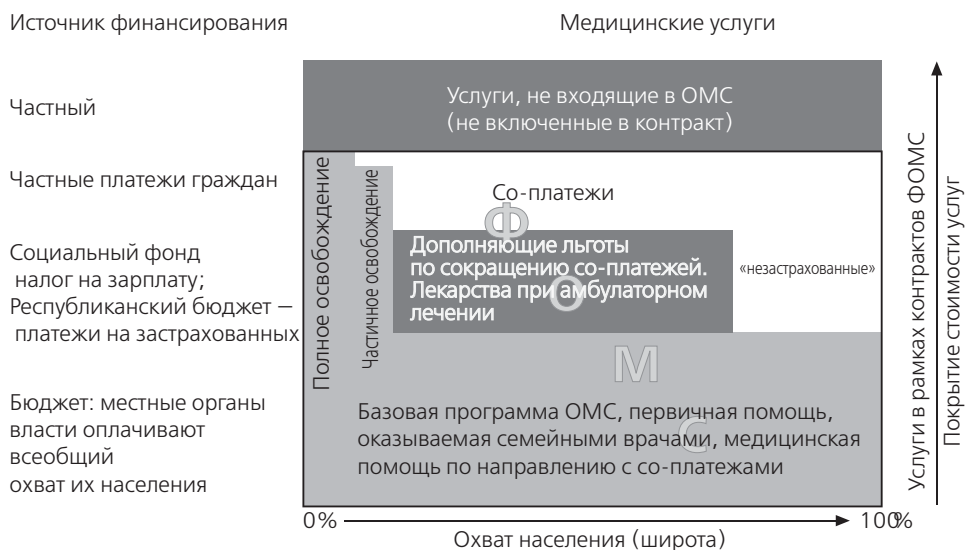 Источник финансирования
Медицинские услуги
Частный
Услуги, не входящие в ОМС
(не включенные в контракт)
Частные платежи граждан
Со-платежи
Социальный фонд
налог на зарплату;
Республиканский бюджет –
платежи на застрахованных
Полное освобождение
Частичное освобождение
Дополняющие льготы
по сокращению со-платежей.
Лекарства при амбулаторном
лечении
«незастрахованные»
Ф
О
М
С
Бюджет: местные органы
власти оплачивают
всеобщий
охват их населения
Базовая программа ОМС, первичная помощь,
оказываемая семейными врачами, медицинская
помощь по направлению с со-платежами
Услуги в рамках контрактов ФОМС
Покрытие стоимости услуг
0%
100%
Охват населения (широта)